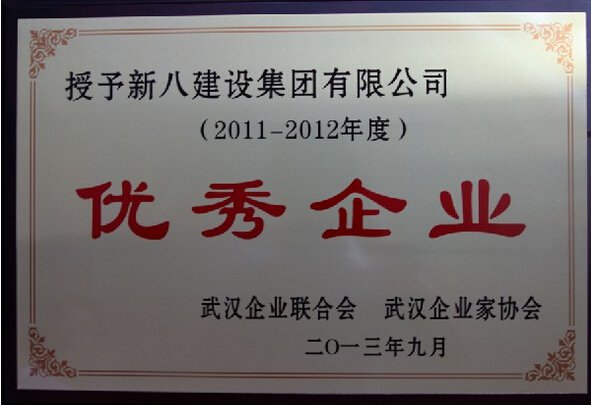 授予新八建设集团有限公司
（2011-2012年度）
优秀企业
武汉企业联合会 武汉企业家协会
二〇一三年九月